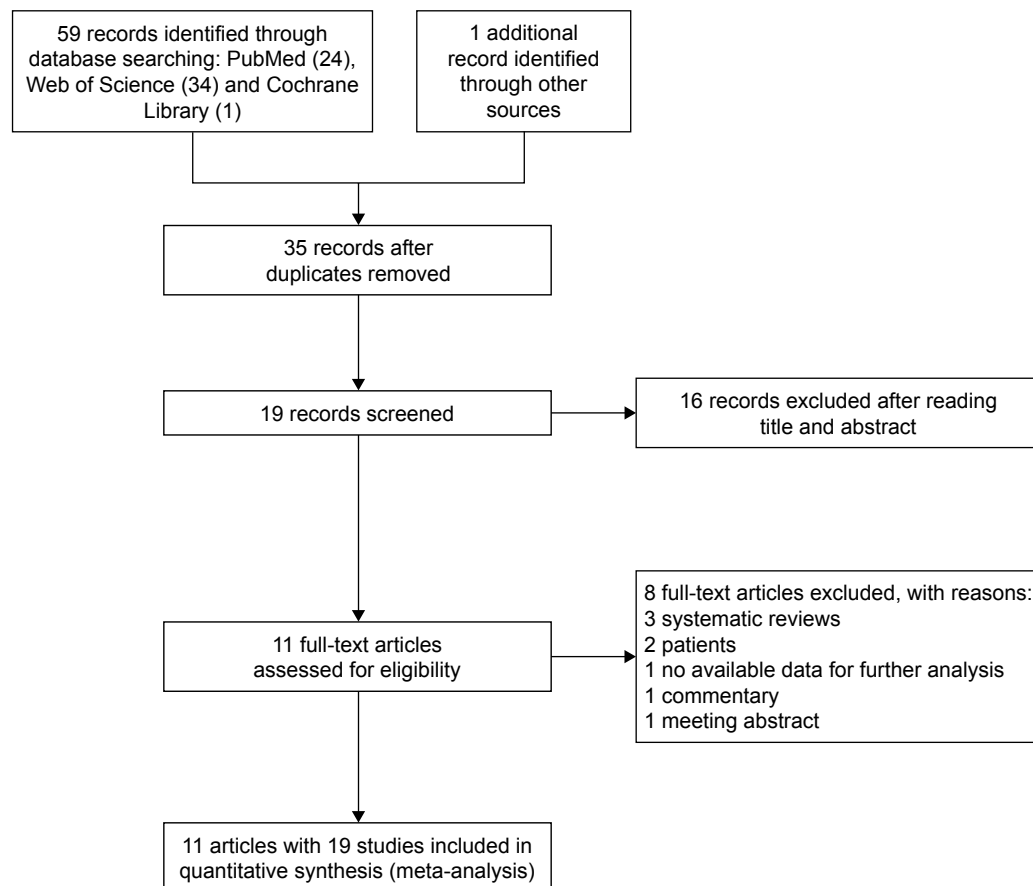 59 records identified through
database searching: PubMed (24),
Web of Science (34) and Cochrane
Library (1)
1 additional
record identified
through other
sources
35 records after
duplicates removed
19 records screened
16 records excluded after reading
title and abstract
11 full-text articles
assessed for eligibility
8 full-text articles excluded, with reasons:
3 systematic reviews
2 patients
1 no available data for further analysis
1 commentary
1 meeting abstract
11 articles with 19 studies included in
quantitative synthesis (meta-analysis)